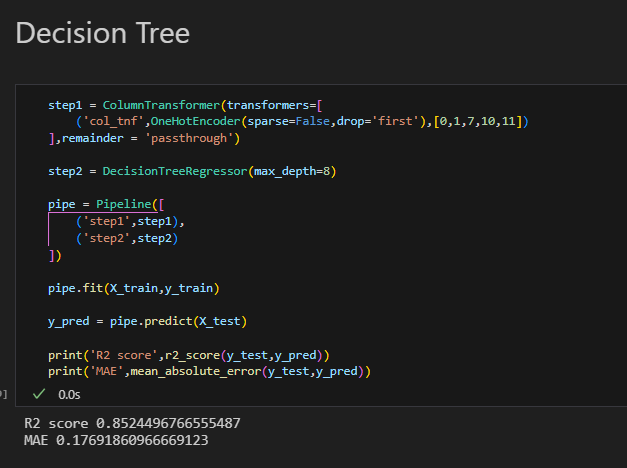 Decision Tree
step1 = ColumnTransformer(transformers=[
('col_tnf',OneHotEncoder(sparse=False,drop='first'),[0,1,7,10,11])
],remainder = 'passthrough')
step2 = DecisionTreeRegressor(max_depth=8)
pipe = Pipeline([
('step1',step1),
('step2',step2)
])
pipe.fit(X_train,y_train)
y_pred = pipe.predict(X_test)
print('R2 score',r2_score(y_test,y_pred))
print('MAE',mean_absolute_error(y_test,y_pred))
]
0.0s
R2 score 0.8524496766555487
MAE 0.17691860966669123